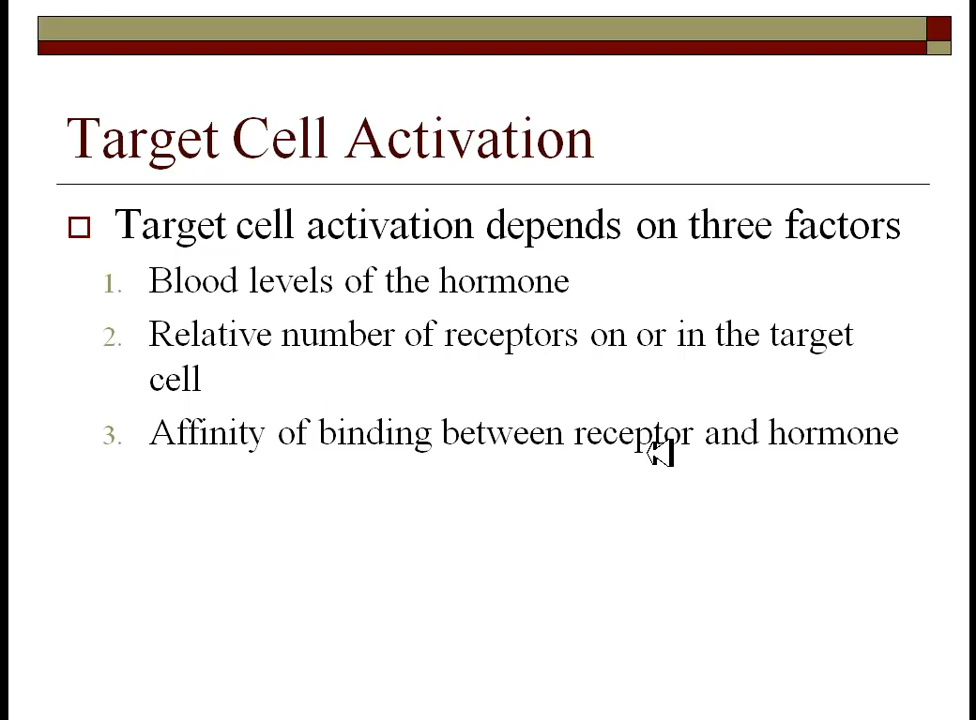 Target Cell Activation
Target cell activation depends on three factors
1. Blood levels of the hormone
2. Relative number of receptors on or in the target
cell
3. Affinity of binding between receptor and hormone